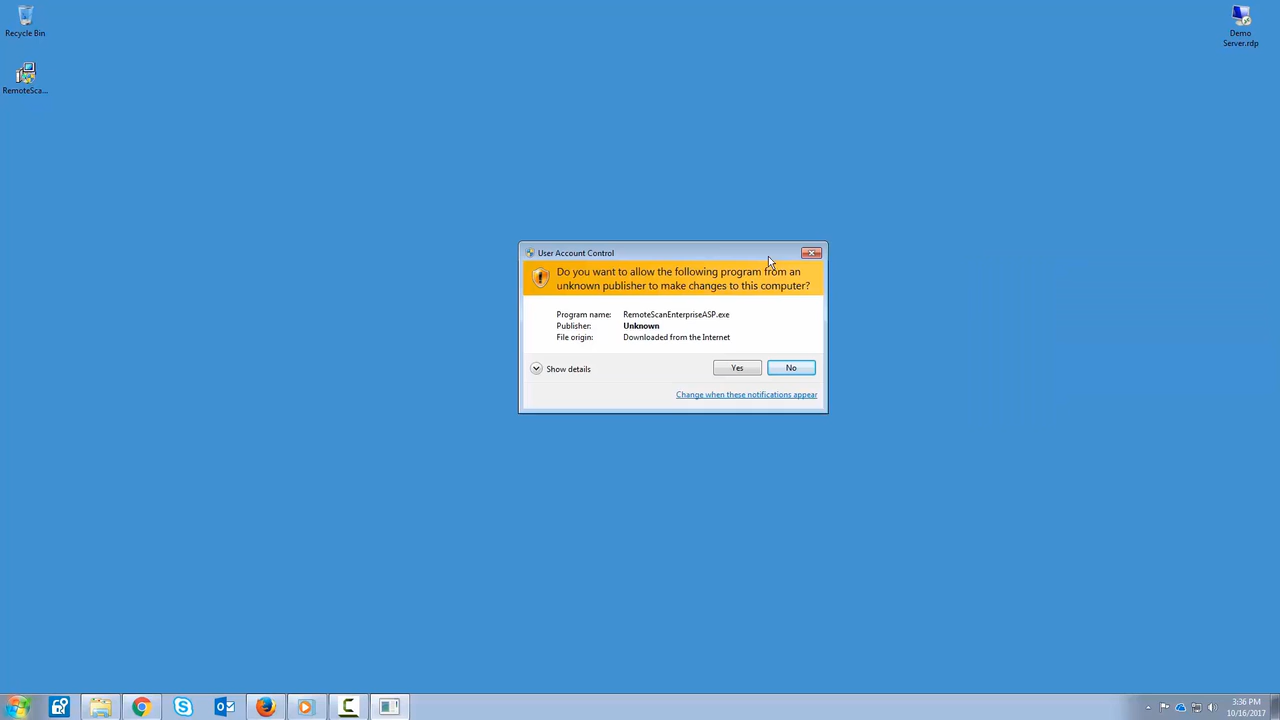 Recycle Bin
RemoteSca...
Demo
Server.rdp
User Account Control
Do you want to allow the following program from an
unknown publisher to make changes to this computer?
Program name: RemoteScanEnterpriseASP.exe
Publisher: Unknown
File origin: Downloaded from the Internet
Show details
Yes
No
Change when these notifications appear
3:36 PM
10/16/2017